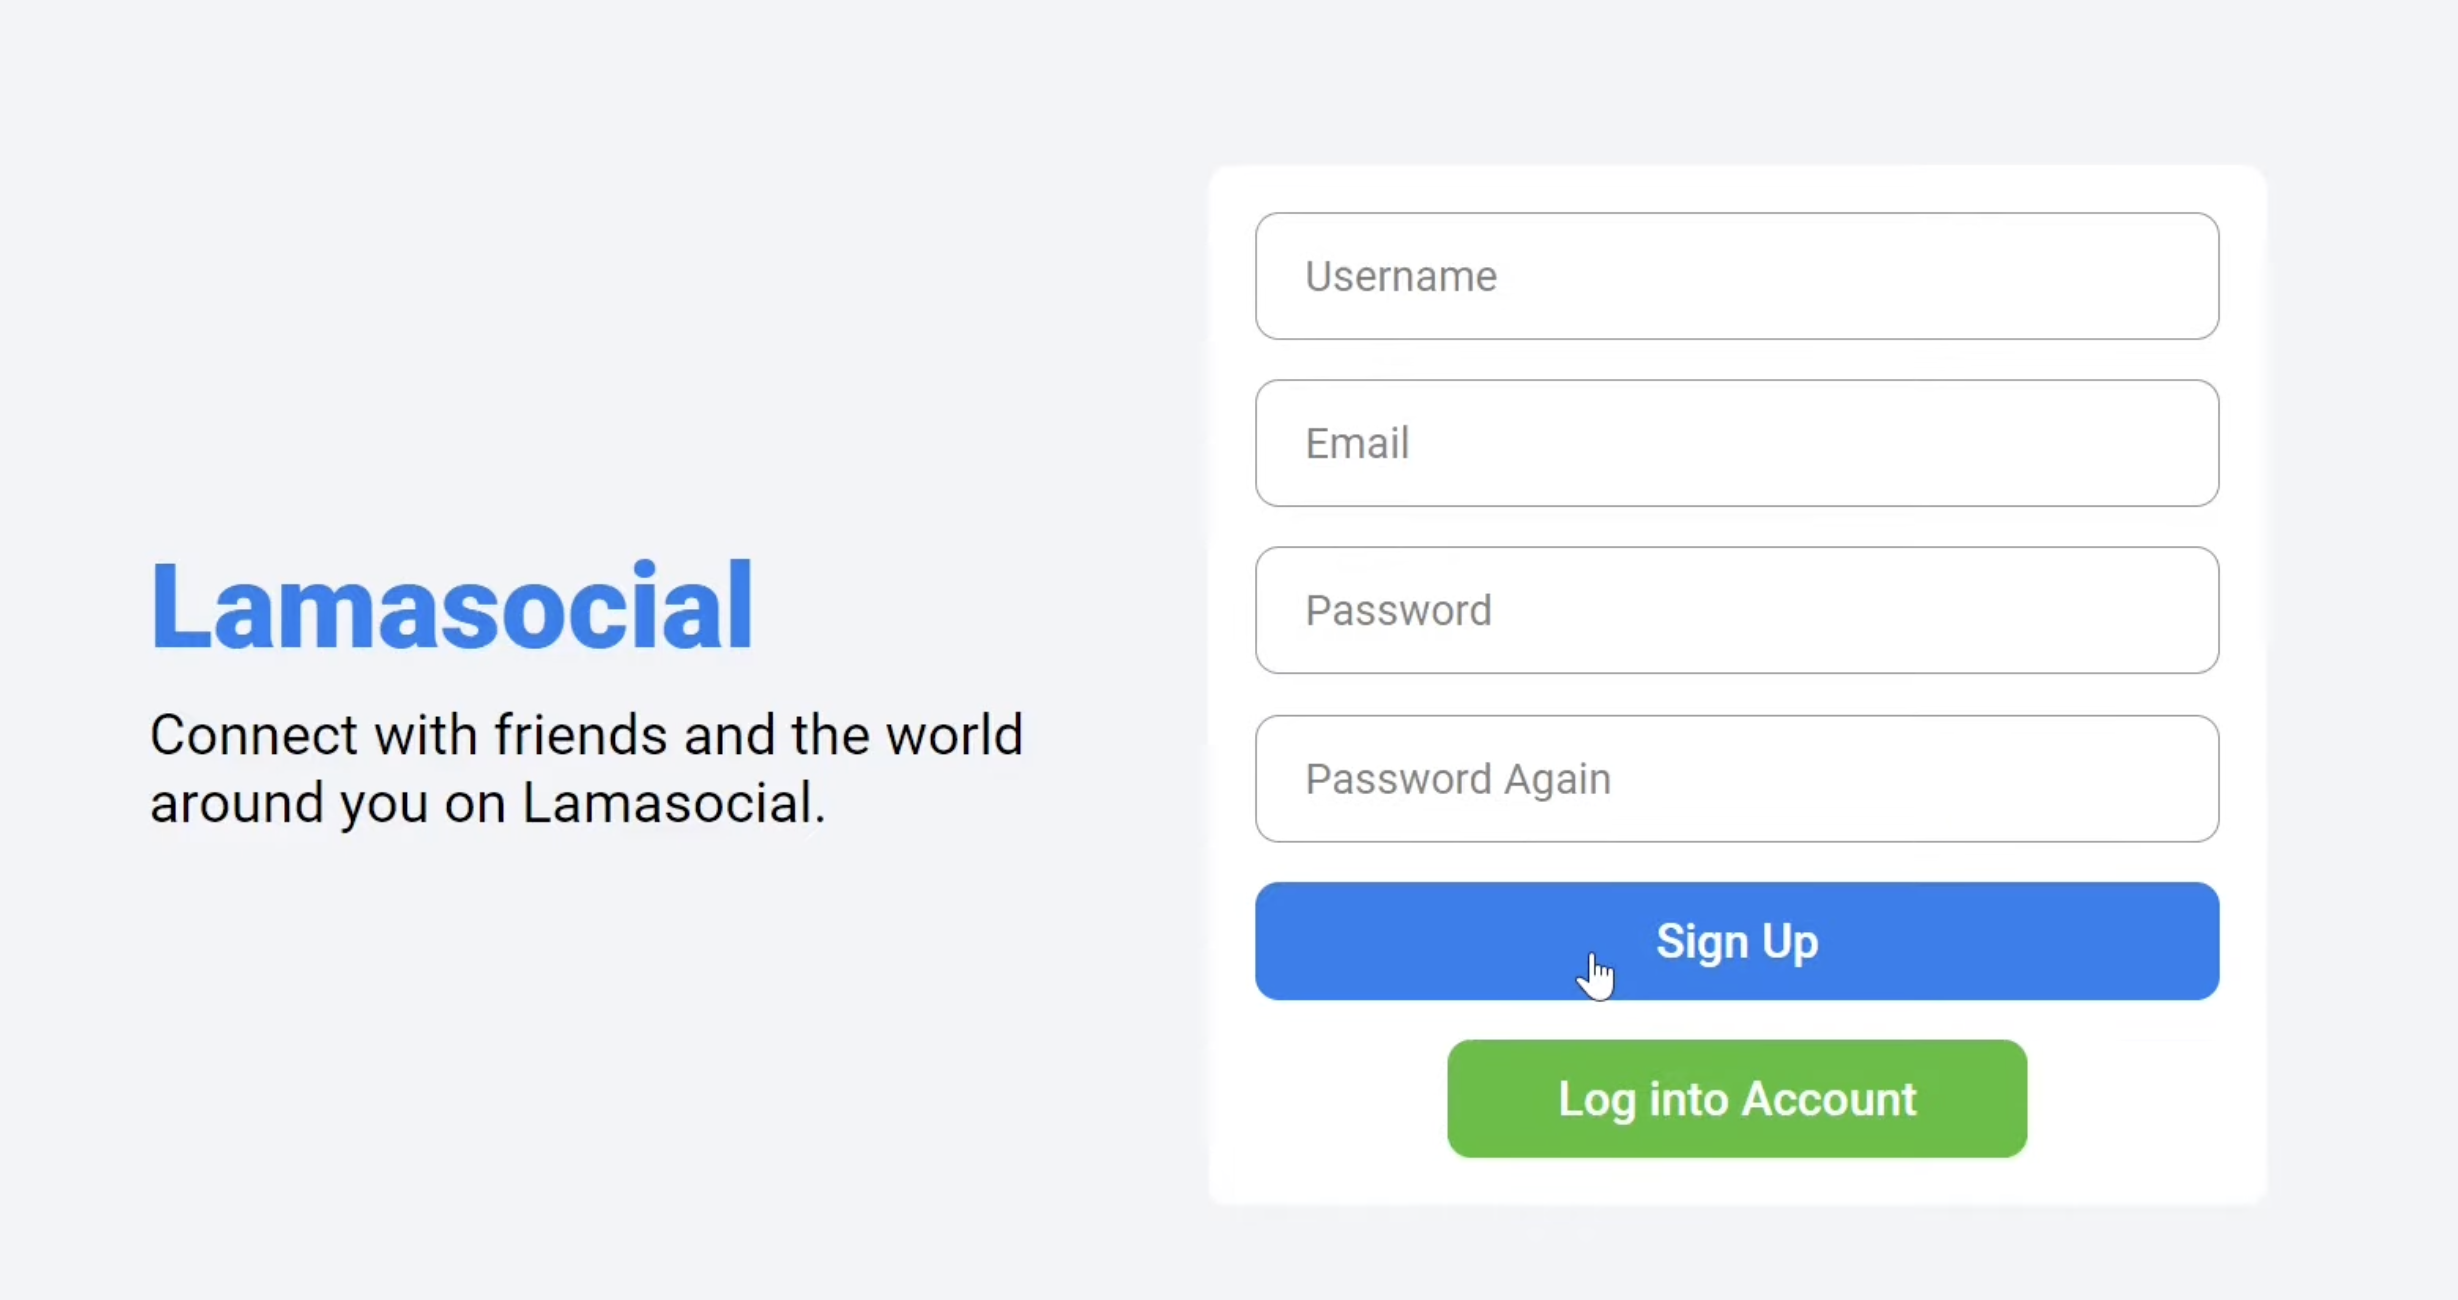 Lamasocial
Connect with friends and the world
around you on Lamasocial.
Username
Email
Password
Password Again
Sign Up
Log into Account